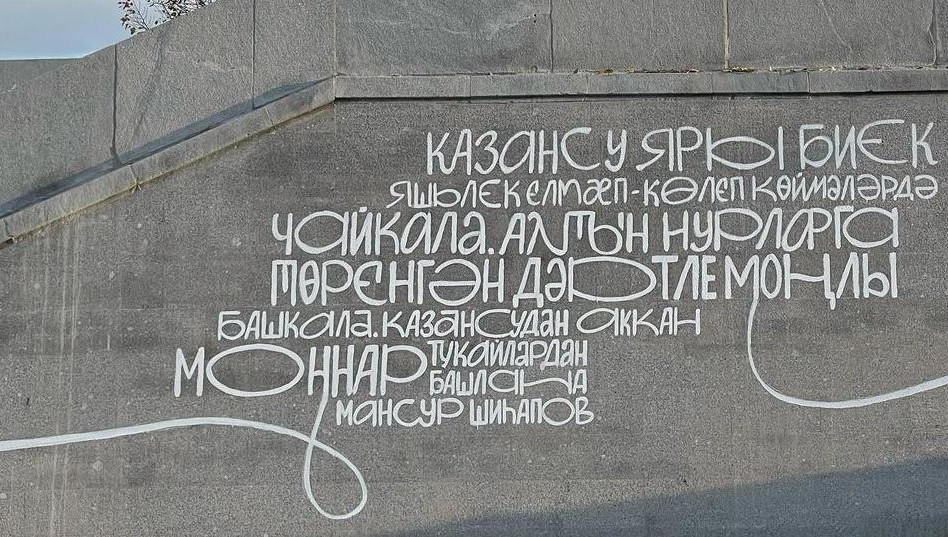 КАЗАНСУ ЯРЫ БИЕК
ЯШЬЛЕК ЕЛМАЕП-КӨЛЕП КӨЙМӘЛӘРДӘ
ЧАЙКАЛА. АЛТЫН НУРЛАРГА
ТӨРЕНГӘН ДӘРТЛЕ МОҢЛЫ
БАШКАЛА. КАЗАНСУДАН АККАН
МОҢНАР ТУКАЙЛАРДАН
БАШЛАНА
МАНСУР ШИҺАПОВ